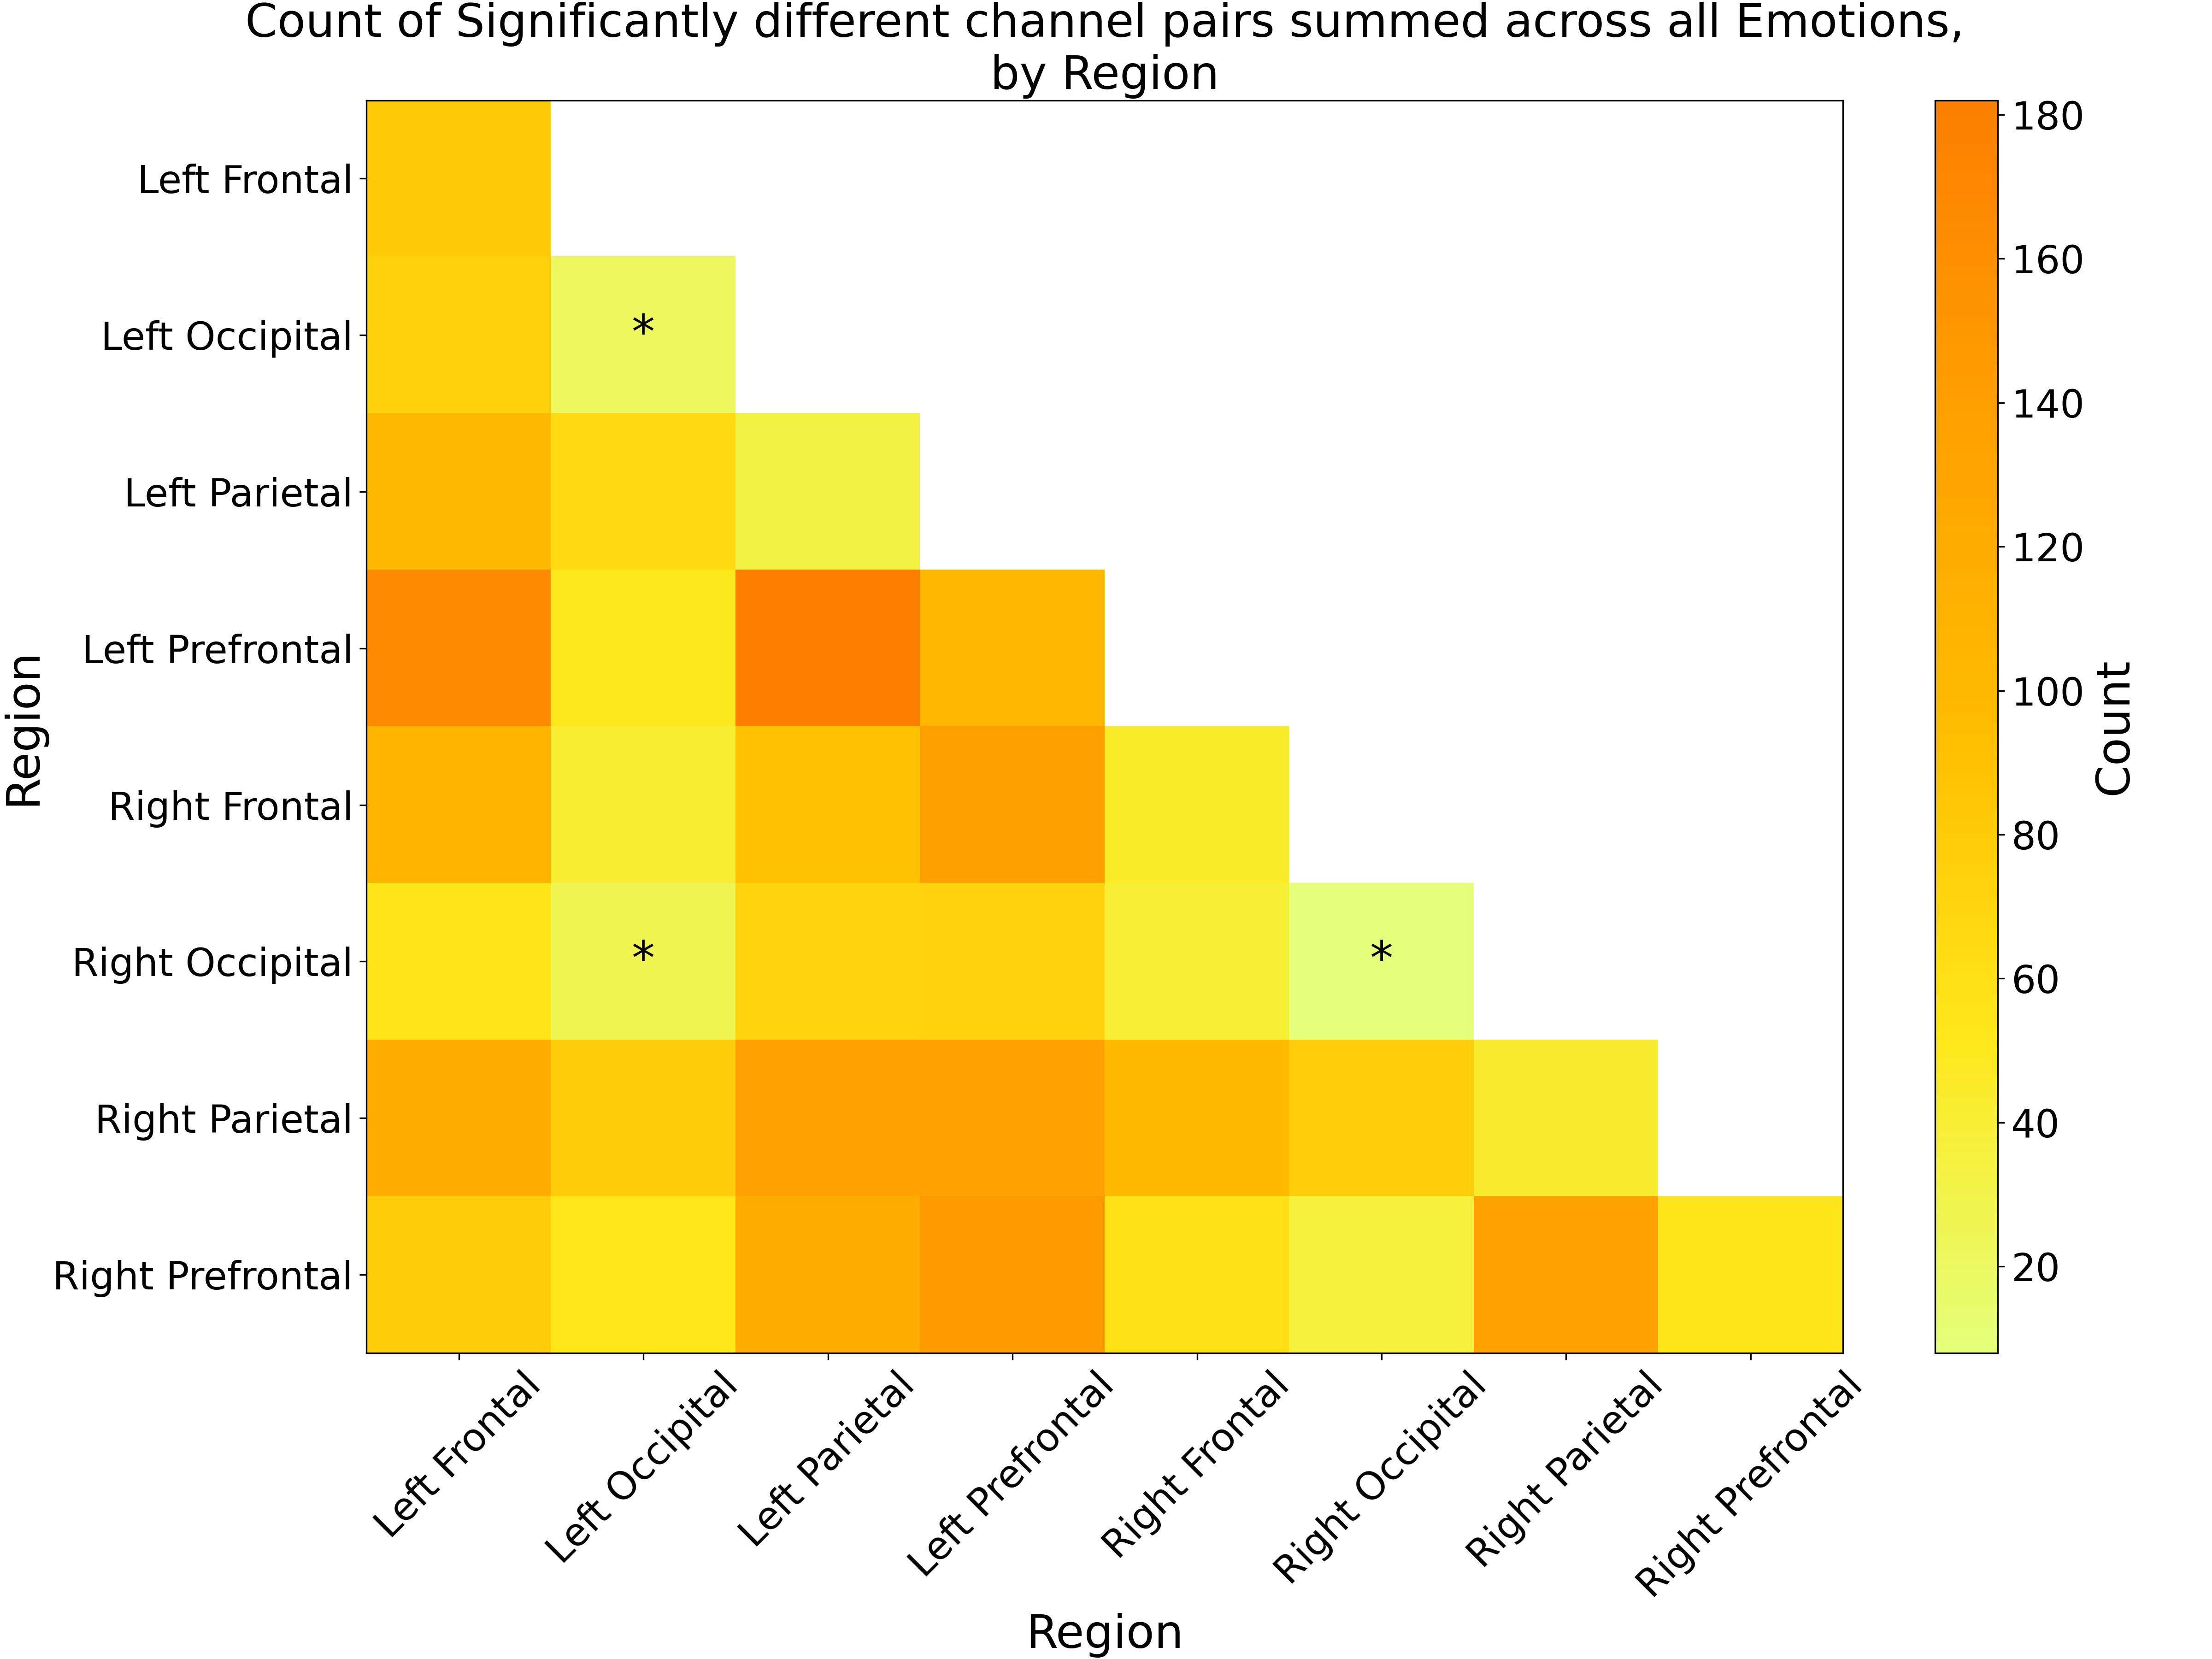 Count of Significantly different channel pairs summed across all Emotions,
by Region
Left Frontal
Left Occipital
Left Parietal
Left Prefrontal
Right Frontal
Right Occipital
Right Parietal
Right Prefrontal
Region
*
*
*
Left Frontal
Left Occipital
Left Parietal
Left Prefrontal
Right Frontal
Right Occipital
Right Parietal
Right Prefrontal
Region
180
160
140
120
100
80
60
40
20
Count